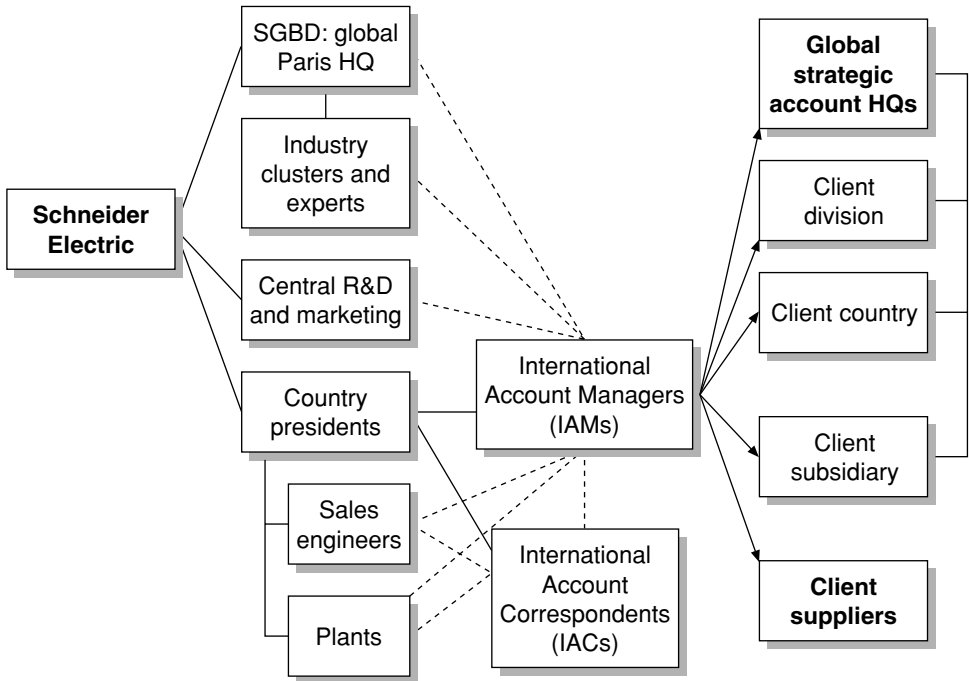 Schneider
Electric
SGBD: global
Paris HQ
Industry
clusters and
experts
Central R&D
and marketing
Country
presidents
Sales
engineers
Plants
International
Account Managers
(IAMs)
International
Account
Correspondents
(IACs)
Global
strategic
account HQs
Client
division
Client country
Client
subsidiary
Client
suppliers